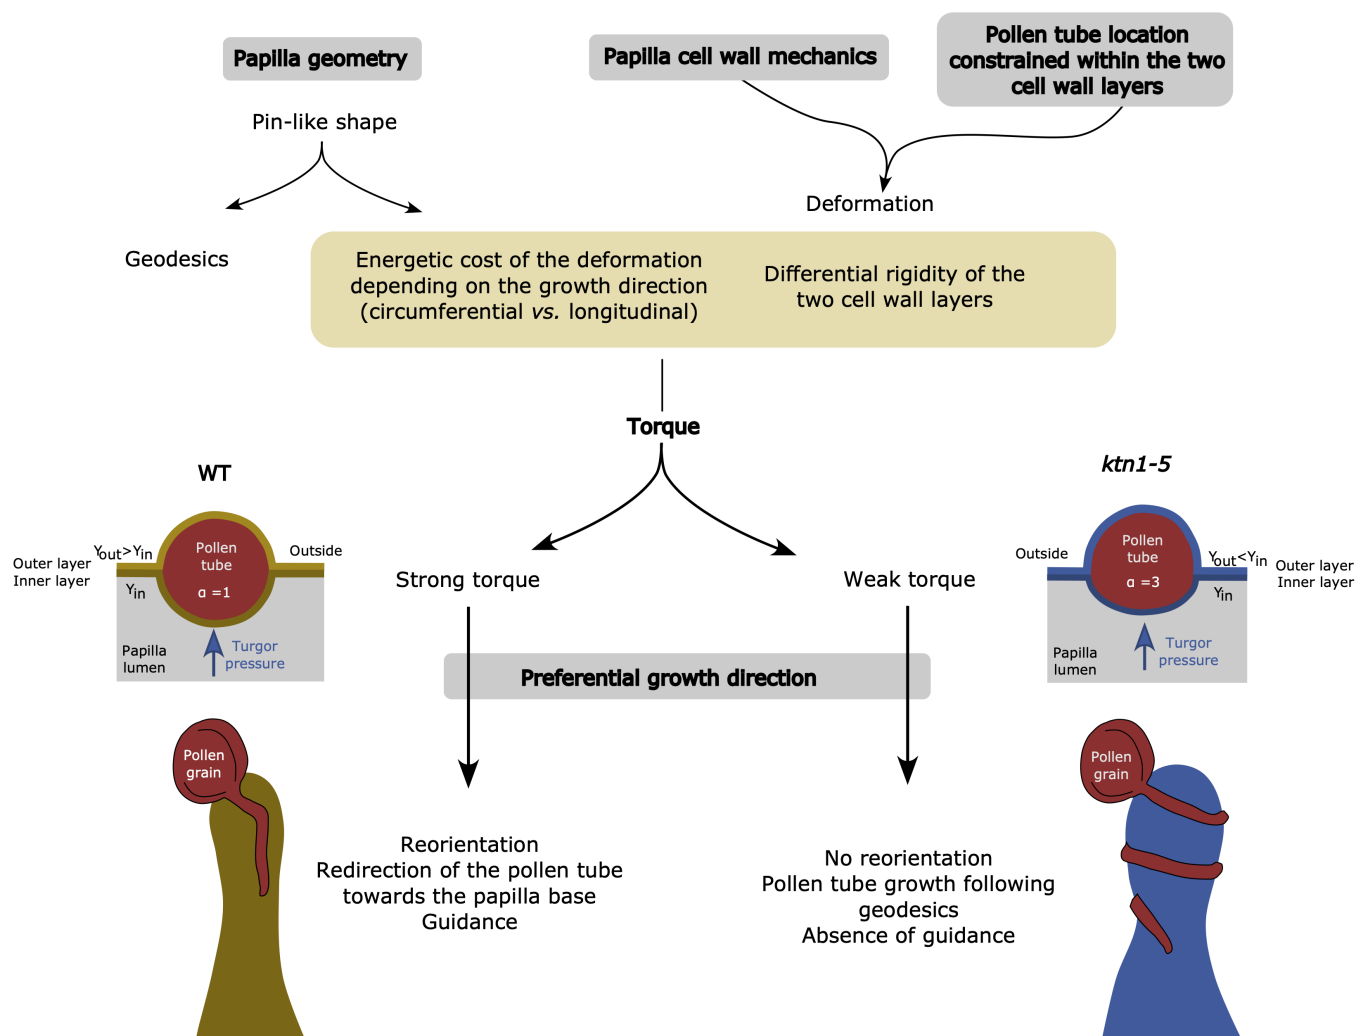 Papilla geometry
Papilla cell wall mechanics
Pollen tube location
constrained within the two
cell wall layers
Pin-like shape
Deformation
Geodesics
Energetic cost of the deformation
depending on the growth direction
(circumferential vs. longitudinal)
Differential rigidity of the
two cell wall layers
Torque
WT
Outer layer
Inner layer
Yout>Yin
Yin
Pollen
tube
α =1
Outside
Papilla
lumen
Turgor
pressure
Strong torque
Weak torque
ktn1-5
Outside
Pollen
tube
α =3
Yout<Yin
Yin
Outer layer
Inner layer
Papilla
lumen
Turgor
pressure
Preferential growth direction
Pollen
grain
Reorientation
Redirection of the pollen tube
towards the papilla base
Guidance
No reorientation
Pollen tube growth following
geodesics
Absence of guidance
Pollen
grain